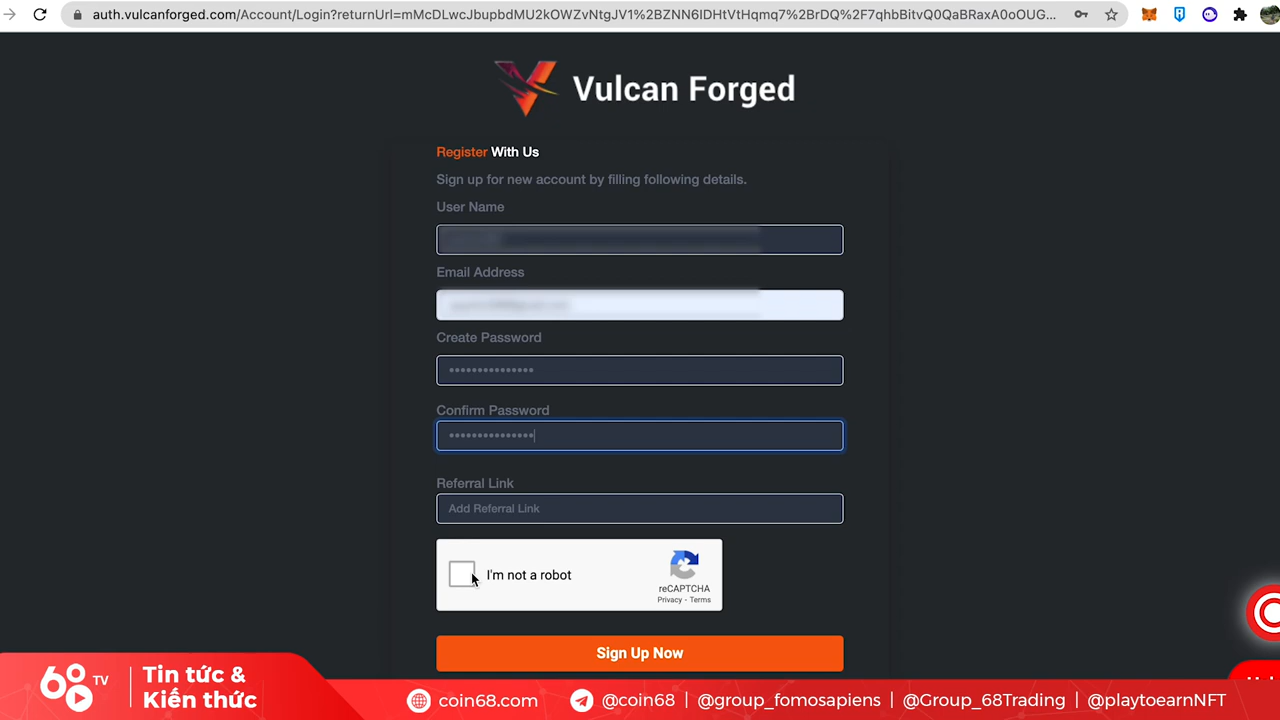 auth.vulcanforged.com/Account/Login?returnUrl=mMcDLwcJbupbdMU2kOWZvNtgJV1%2BZNN6lDHtVtHqmq7%2BrDQ%2F7qhbBitvQ0QaBRaxA0oOUG...
Vulcan Forged
Register With Us
Sign up for new account by filling following details.
User Name
Email Address
Create Password
Confirm Password
Referral Link
Add Referral Link
I'm not a robot
reCAPTCHA
Privacy - Terms
Sign Up Now
68 TV
Tin tức &
Kiến thức
coin68.com
@coin68 | @group_fomosapiens | @Group_68Trading | @playtoearnNFT